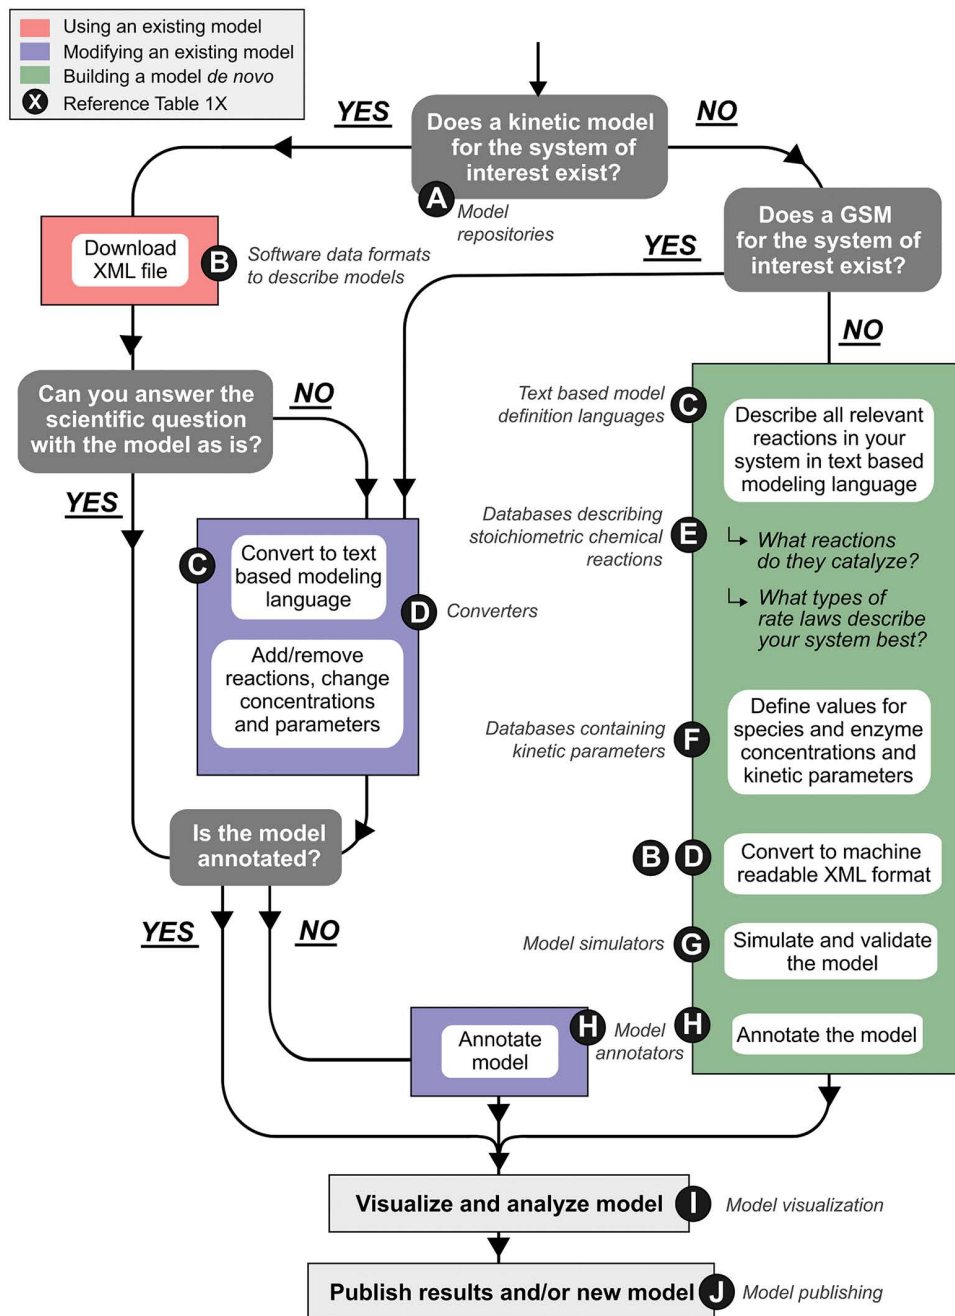 Using an existing model
Modifying an existing model
Building a model de novo
X Reference Table 1X
YES
Does a kinetic model
for the system of
interest exist?
NO
A
Model
repositories
Download
XML file
B
Software data formats
to describe models
YES
Does a GSM
for the system of
interest exist?
NO
Can you answer the
scientific question
with the model as is?
NO
YES
Text based model
definition languages
C
Describe all relevant
reactions in your
system in text based
modeling language
Databases describing
stoichiometric chemical
reactions
E
What reactions
do they catalyze?
What types of
rate laws describe
your system best?
C
Convert to text
based modeling
language
D
Converters
Add/remove
reactions, change
concentrations
and parameters
Databases containing
kinetic parameters
F
Define values for
species and enzyme
concentrations and
kinetic parameters
Is the model
annotated?
B D
Convert to machine
readable XML format
YES
NO
Model simulators
G
Simulate and validate
the model
Annotate
model
H
Model
annotators
H
Annotate the model
Visualize and analyze model
I
Model visualization
Publish results and/or new model
J
Model publishing